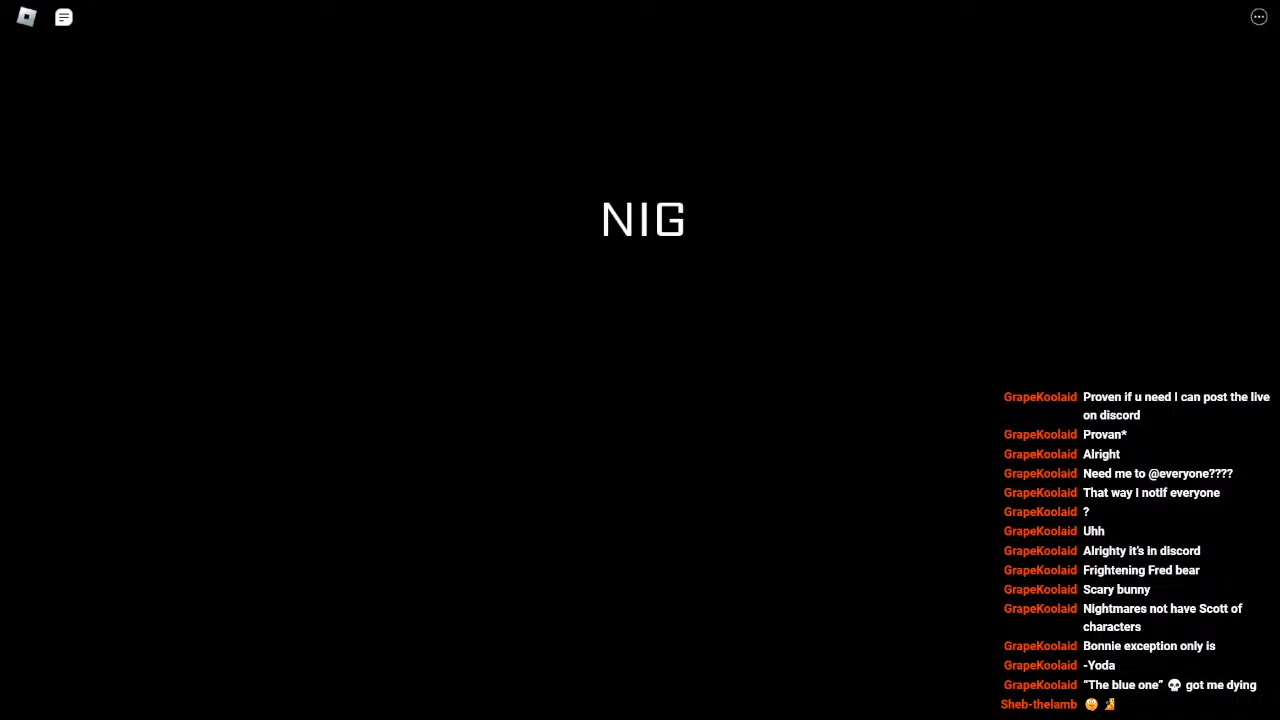 NIG
GrapeKoolaid Proven if u need I can post the live
on discord
GrapeKoolaid Provan*
GrapeKoolaid Alright
GrapeKoolaid Need me to @everyone????
GrapeKoolaid That way I notif everyone
GrapeKoolaid ?
GrapeKoolaid Uhh
GrapeKoolaid Alrighty it's in discord
GrapeKoolaid Frightening Fred bear
GrapeKoolaid Scary bunny
GrapeKoolaid Nightmares not have Scott of
characters
GrapeKoolaid Bonnie exception only is
GrapeKoolaid -Yoda
GrapeKoolaid “The blue one” 💀 got me dying
Sheb-thelamb